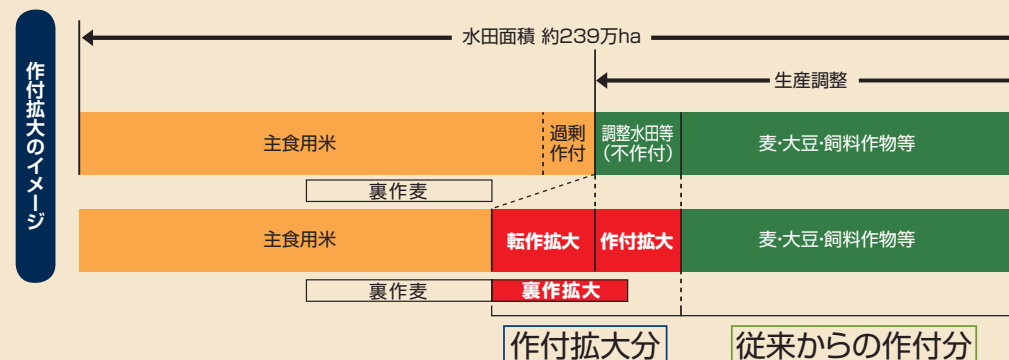 作付拡大のイメージ
水田面積 約239万ha
生産調整
主食用米
過剰
作付
調整水田等
(不作付)
麦・大豆・飼料作物等
裏作麦
主食用米
転作拡大
作付拡大
麦・大豆・飼料作物等
裏作麦
裏作拡大
作付拡大分
従来からの作付分